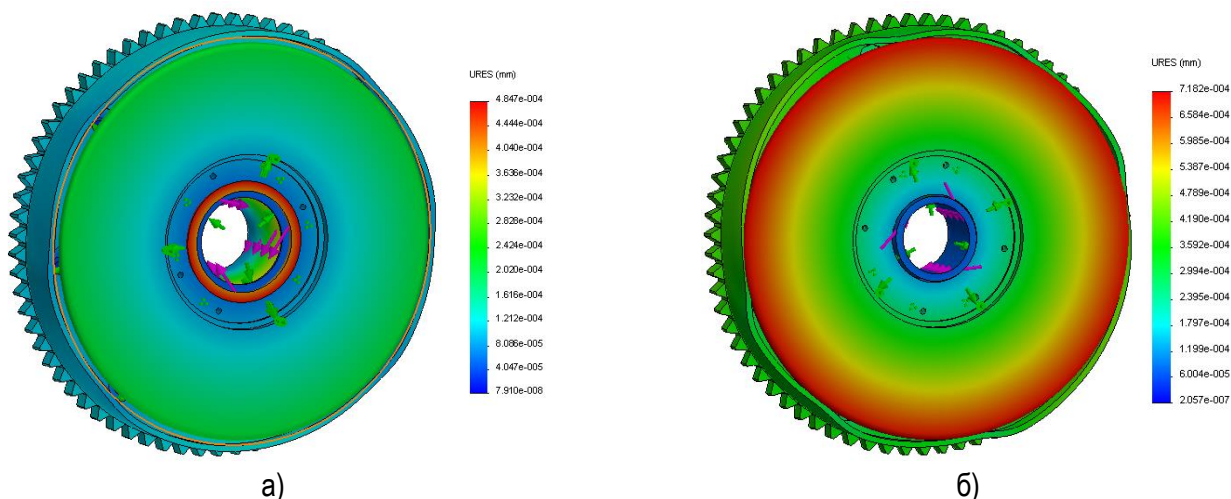 URES (mm)
4.847e-004
4.444e-004
4.040e-004
3.636e-004
3.232e-004
2.828e-004
2.424e-004
2.020e-004
1.616e-004
1.212e-004
8.086e-005
4.047e-005
7.910e-008
а)
URES (mm)
7.182e-004
6.584e-004
5.985e-004
5.387e-004
4.789e-004
4.190e-004
3.592e-004
2.994e-004
2.395e-004
1.797e-004
1.199e-004
6.004e-005
2.057e-007
б)